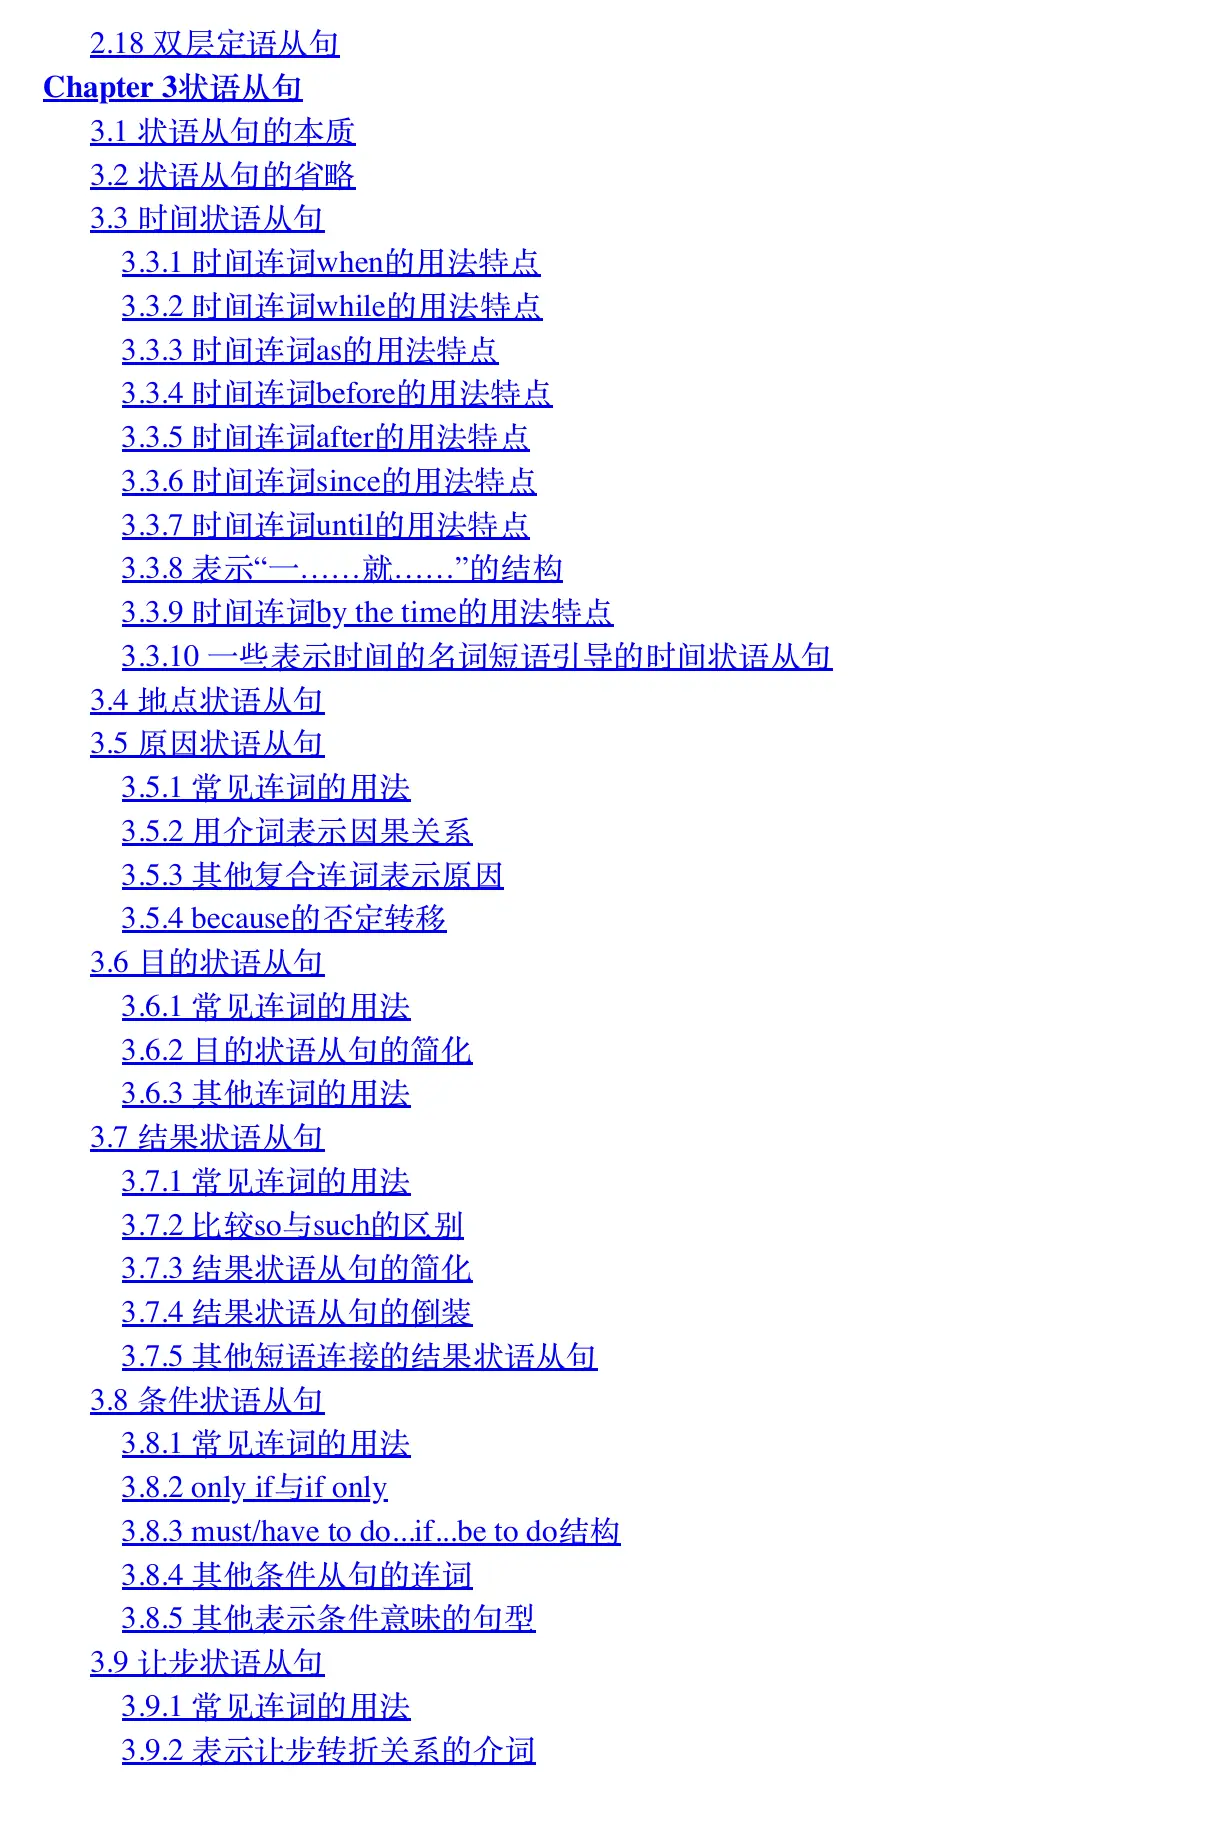 2.18 双层定语从句
Chapter 3状语从句
3.1 状语从句的本质
3.2 状语从句的省略
3.3 时间状语从句
3.3.1 时间连词when的用法特点
3.3.2 时间连词while的用法特点
3.3.3 时间连词as的用法特点
3.3.4 时间连词before的用法特点
3.3.5 时间连词after的用法特点
3.3.6 时间连词since的用法特点
3.3.7 时间连词until的用法特点
3.3.8 表示“一……就……”的结构
3.3.9 时间连词by the time的用法特点
3.3.10 一些表示时间的名词短语引导的时间状语从句
3.4 地点状语从句
3.5 原因状语从句
3.5.1 常见连词的用法
3.5.2 用介词表示因果关系
3.5.3 其他复合连词表示原因
3.5.4 because的否定转移
3.6 目的状语从句
3.6.1 常见连词的用法
3.6.2 目的状语从句的简化
3.6.3 其他连词的用法
3.7 结果状语从句
3.7.1 常见连词的用法
3.7.2 比较so与such的区别
3.7.3 结果状语从句的简化
3.7.4 结果状语从句的倒装
3.7.5 其他短语连接的结果状语从句
3.8 条件状语从句
3.8.1 常见连词的用法
3.8.2 only if与if only
3.8.3 must/have to do...if...be to do结构
3.8.4 其他条件从句的连词
3.8.5 其他表示条件意味的句型
3.9 让步状语从句
3.9.1 常见连词的用法
3.9.2 表示让步转折关系的介词